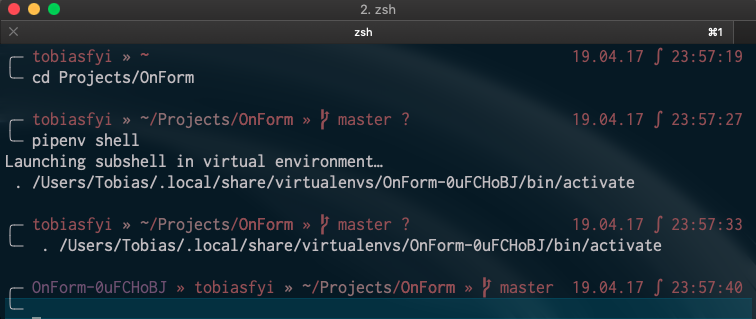 2. zsh
zsh ⌘1
tobiasfyi » ~ 19.04.17 ∫ 23:57:19
cd Projects/OnForm
tobiasfyi » ~/Projects/OnForm » master ? 19.04.17 ∫ 23:57:27
pipenv shell
Launching subshell in virtual environment…
. /Users/Tobias/.local/share/virtualenvs/OnForm-0uFCHoBJ/bin/activate
tobiasfyi » ~/Projects/OnForm » master ? 19.04.17 ∫ 23:57:33
. /Users/Tobias/.local/share/virtualenvs/OnForm-0uFCHoBJ/bin/activate
OnForm-0uFCHoBJ » tobiasfyi » ~/Projects/OnForm » master 19.04.17 ∫ 23:57:40